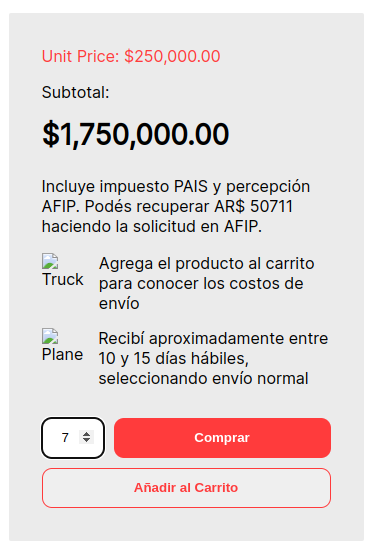 Unit Price: $250,000.00
Subtotal:
$1,750,000.00
Incluye impuesto PAIS y percepción
AFIP. Podés recuperar AR$ 50711
haciendo la solicitud en AFIP.
Truck
Agrega el producto al carrito
para conocer los costos de
envío
Plane
Recibí aproximadamente entre
10 y 15 días hábiles,
seleccionando envío normal
7
Comprar
Añadir al Carrito